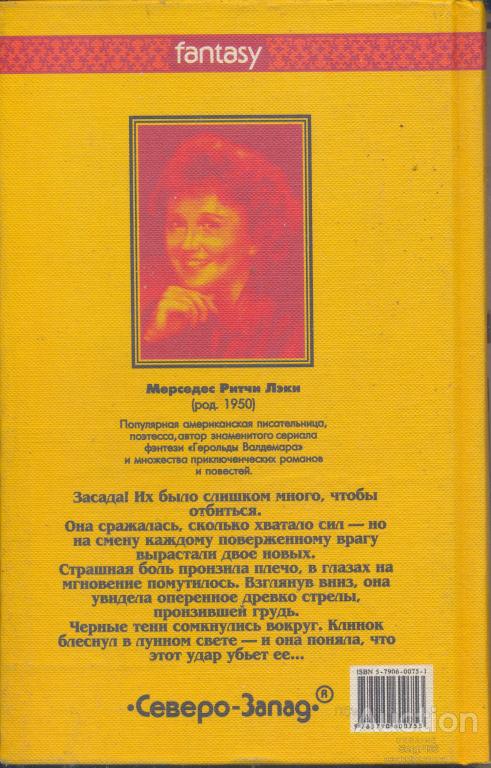 fantasy
Мерседес Ритчи Лэки
(род. 1950)
Популярная американская писательница,
поэтесса, автор знаменитого сериала
фэнтези «Герольды Валдемара»
и множества приключенческих романов
и повестей.
Засада! Их было слишком много, чтобы
отбиться.
Она сражалась, сколько хватало сил — но
на смену каждому поверженному врагу
вырастали двое новых.
Страшная боль пронзила плечо, в глазах на
мгновение помутилось. Взглянув вниз, она
увидела оперенное древко стрелы,
пронзившей грудь.
Черные тени сомкнулись вокруг. Клинок
блеснул в лунном свете — и она поняла, что
этот удар убьет ее...
ISBN 5-7906-0075-1
•Северо-Запад•®